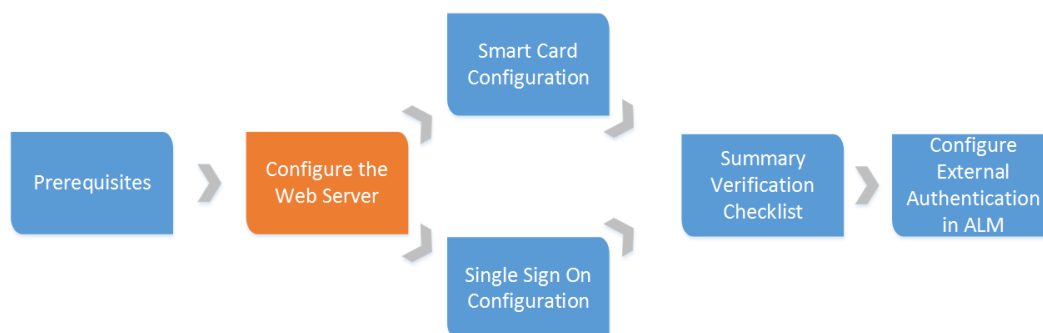 Prerequisites
Configure the
Web Server
Smart Card
Configuration
Single Sign On
Configuration
Summary
Verification
Checklist
Configure
External
Authentication
in ALM